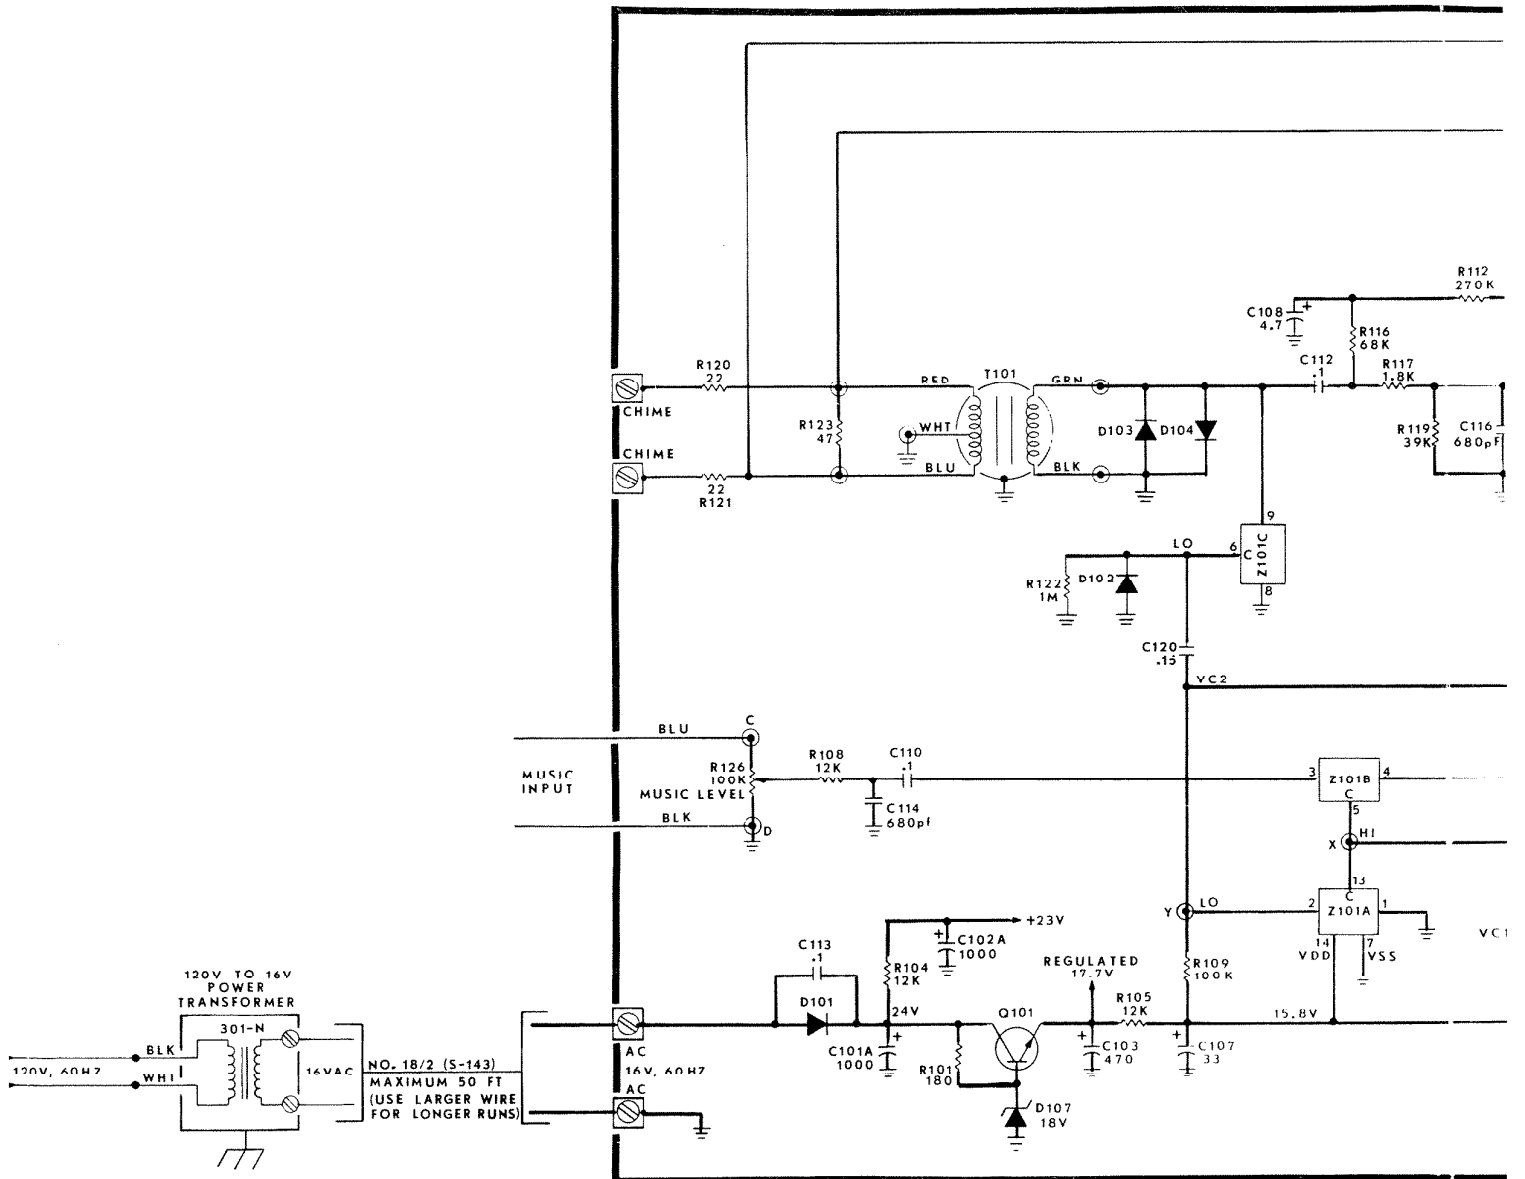 R112
270K
C108
+
4.7
R116
68K
C112
.1
R117
1.8K
R120
22
CHIME
RED
T101
GRN
R123
47
WHT
D103
D104
R119
39K
C116
680pf
CHIME
BLU
BLK
22
R121
9
LO
6
C
Z101C
8
R122
1M
D102
C120
.15
VC2
BLU
C
MUSIC
INPUT
R126
100K
MUSIC LEVEL
R108
12K
C110
.1
C114
680pf
BLK
D
3
Z101B
4
C
5
HI
X
13
C
Y
LO
2
Z101A
1
14
7
VDD
VSS
VC1
+23V
+
C102A
1000
C113
.1
R104
12K
REGULATED
17.7V
R109
100K
D101
24V
Q101
R105
12K
15.8V
+
C101A
1000
R101
180
+
C103
470
+
C107
33
D107
18V
120V TO 16V
POWER
TRANSFORMER
301-N
BLK
120V, 60HZ
WHT
16VAC
NO. 18/2 (S-143)
MAXIMUM 50 FT
(USE LARGER WIRE
FOR LONGER RUNS)
AC
16V, 60HZ
AC